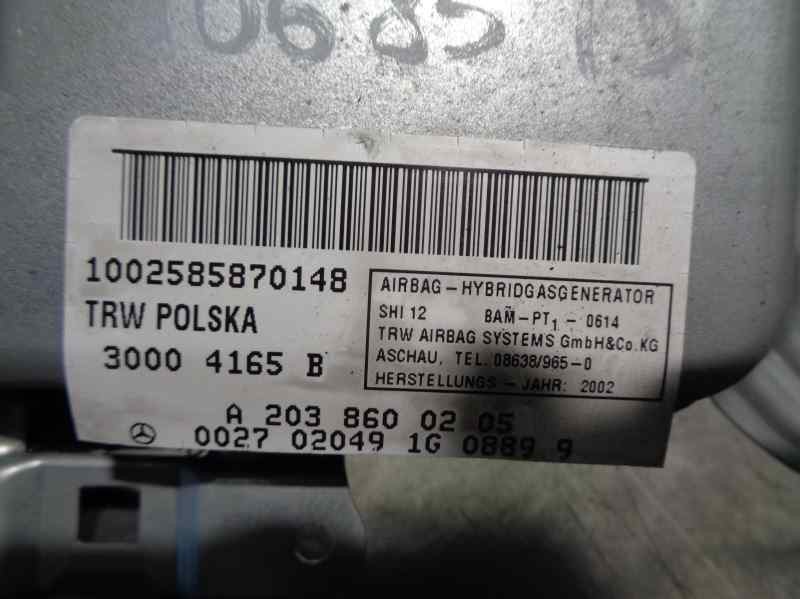 1002585870148
TRW POLSKA
3000 4165 B
AIRBAG – HYBRIDGASGENERATOR
SHI 12 BAM–PT1 – 0614
TRW AIRBAG SYSTEMS GmbH&Co. KG
ASCHAU, TEL. 08638/965–0
HERSTELLUNGS – JAHR: 2002
A 203 860 02 05
0027 02049 1G 0889 9